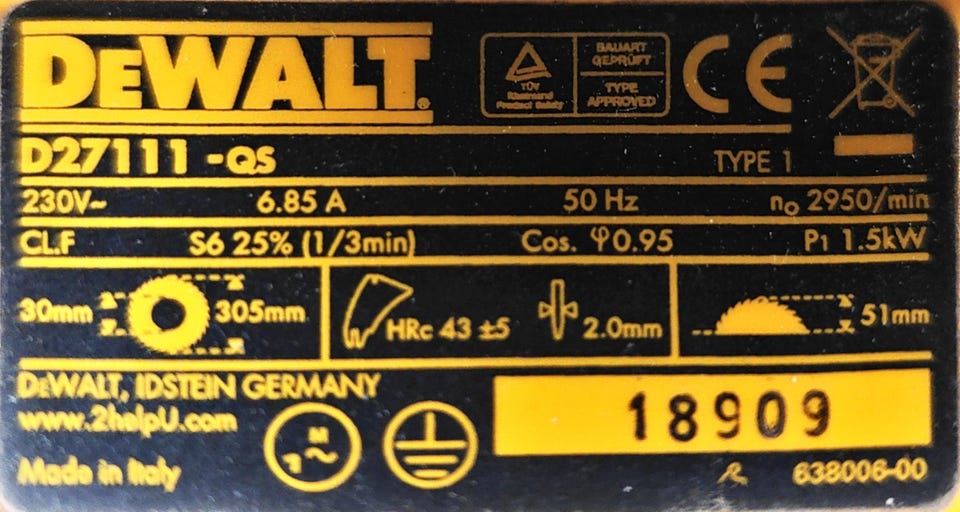 DEWALT®
TÜV
Rheinland
Product Safety
BAUART
GEPRÜFT
TYPE
APPROVED
CE
D27111 -QS TYPE 1
230V~ 6.85 A 50 Hz n₀ 2950/min
CL.F S6 25% (1/3min) Cos. φ0.95 P1 1.5kW
30mm 305mm HRc 43 ±5 2.0mm 51mm
DEWALT, IDSTEIN GERMANY
www.2helpU.com
M
1~
18909
Made in Italy
638006-00